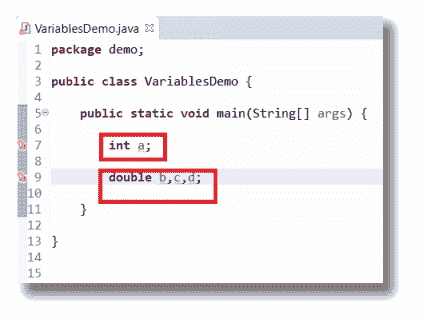 VariablesDemo.java
1 package demo;
2
3 public class VariablesDemo {
4
5 public static void main(String[] args) {
6
7 int a;
8
9 double b,c,d;
10
11 }
12
13 }
14
15